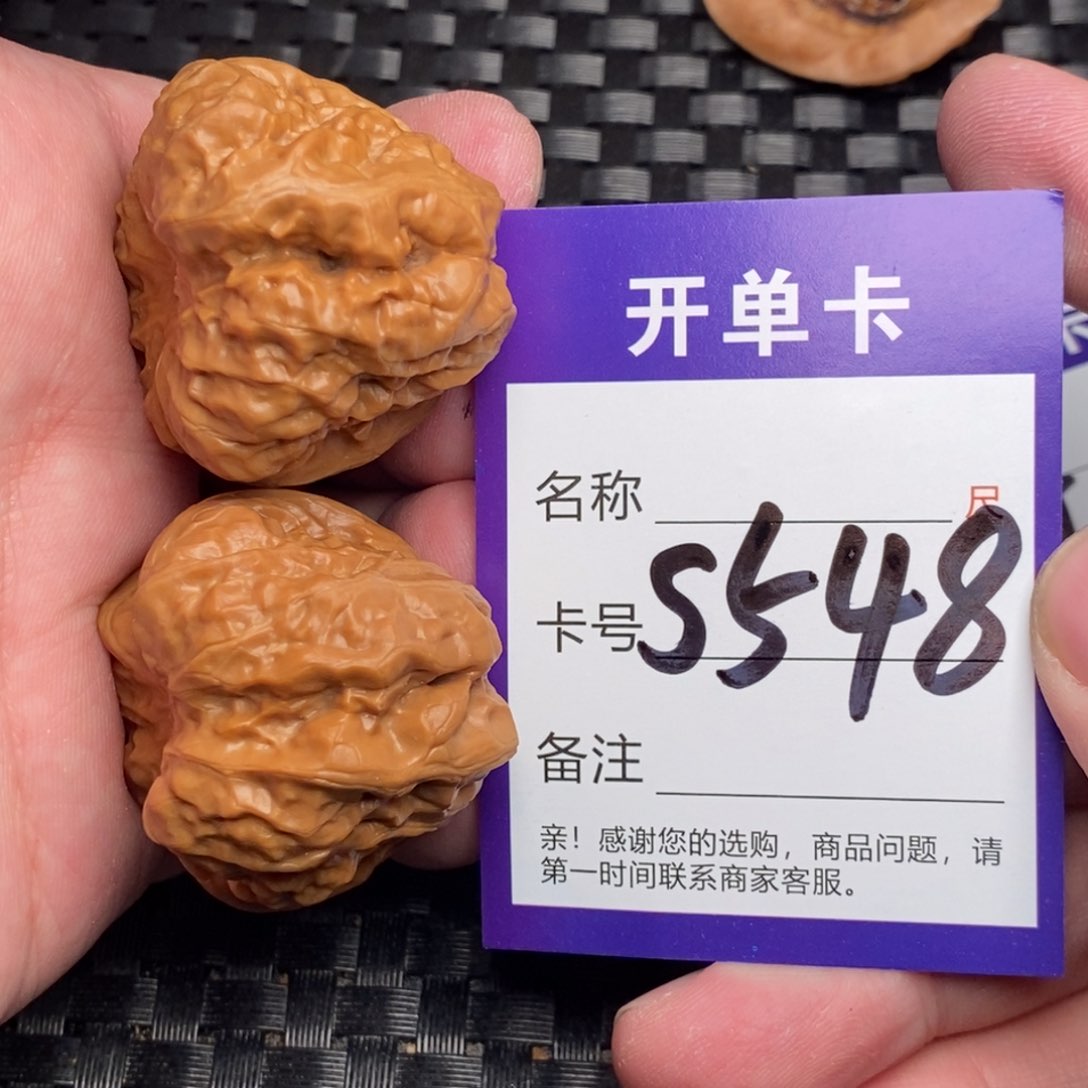 开单卡
名称 尺
卡号 S548
备注
亲！感谢您的选购，商品问题，请
第一时间联系商家客服。